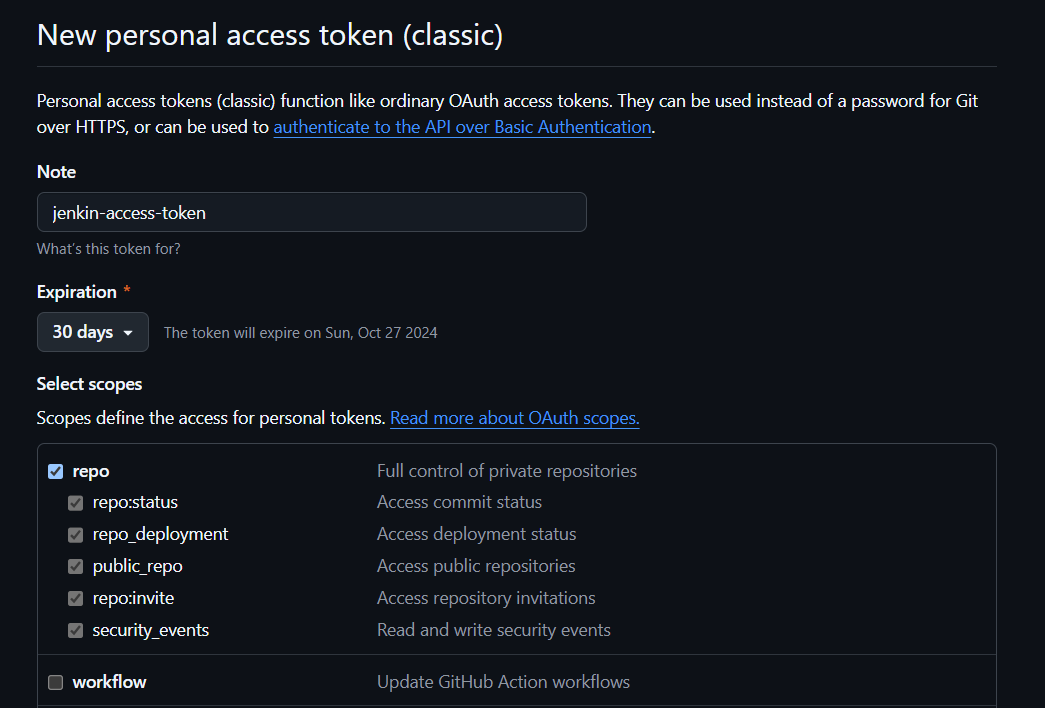 New personal access token (classic)
Personal access tokens (classic) function like ordinary OAuth access tokens. They can be used instead of a password for Git
over HTTPS, or can be used to authenticate to the API over Basic Authentication.
Note
jenkin-access-token
What's this token for?
Expiration *
30 days The token will expire on Sun, Oct 27 2024
Select scopes
Scopes define the access for personal tokens. Read more about OAuth scopes.
repo Full control of private repositories
repo:status Access commit status
repo_deployment Access deployment status
public_repo Access public repositories
repo:invite Access repository invitations
security_events Read and write security events
workflow Update GitHub Action workflows